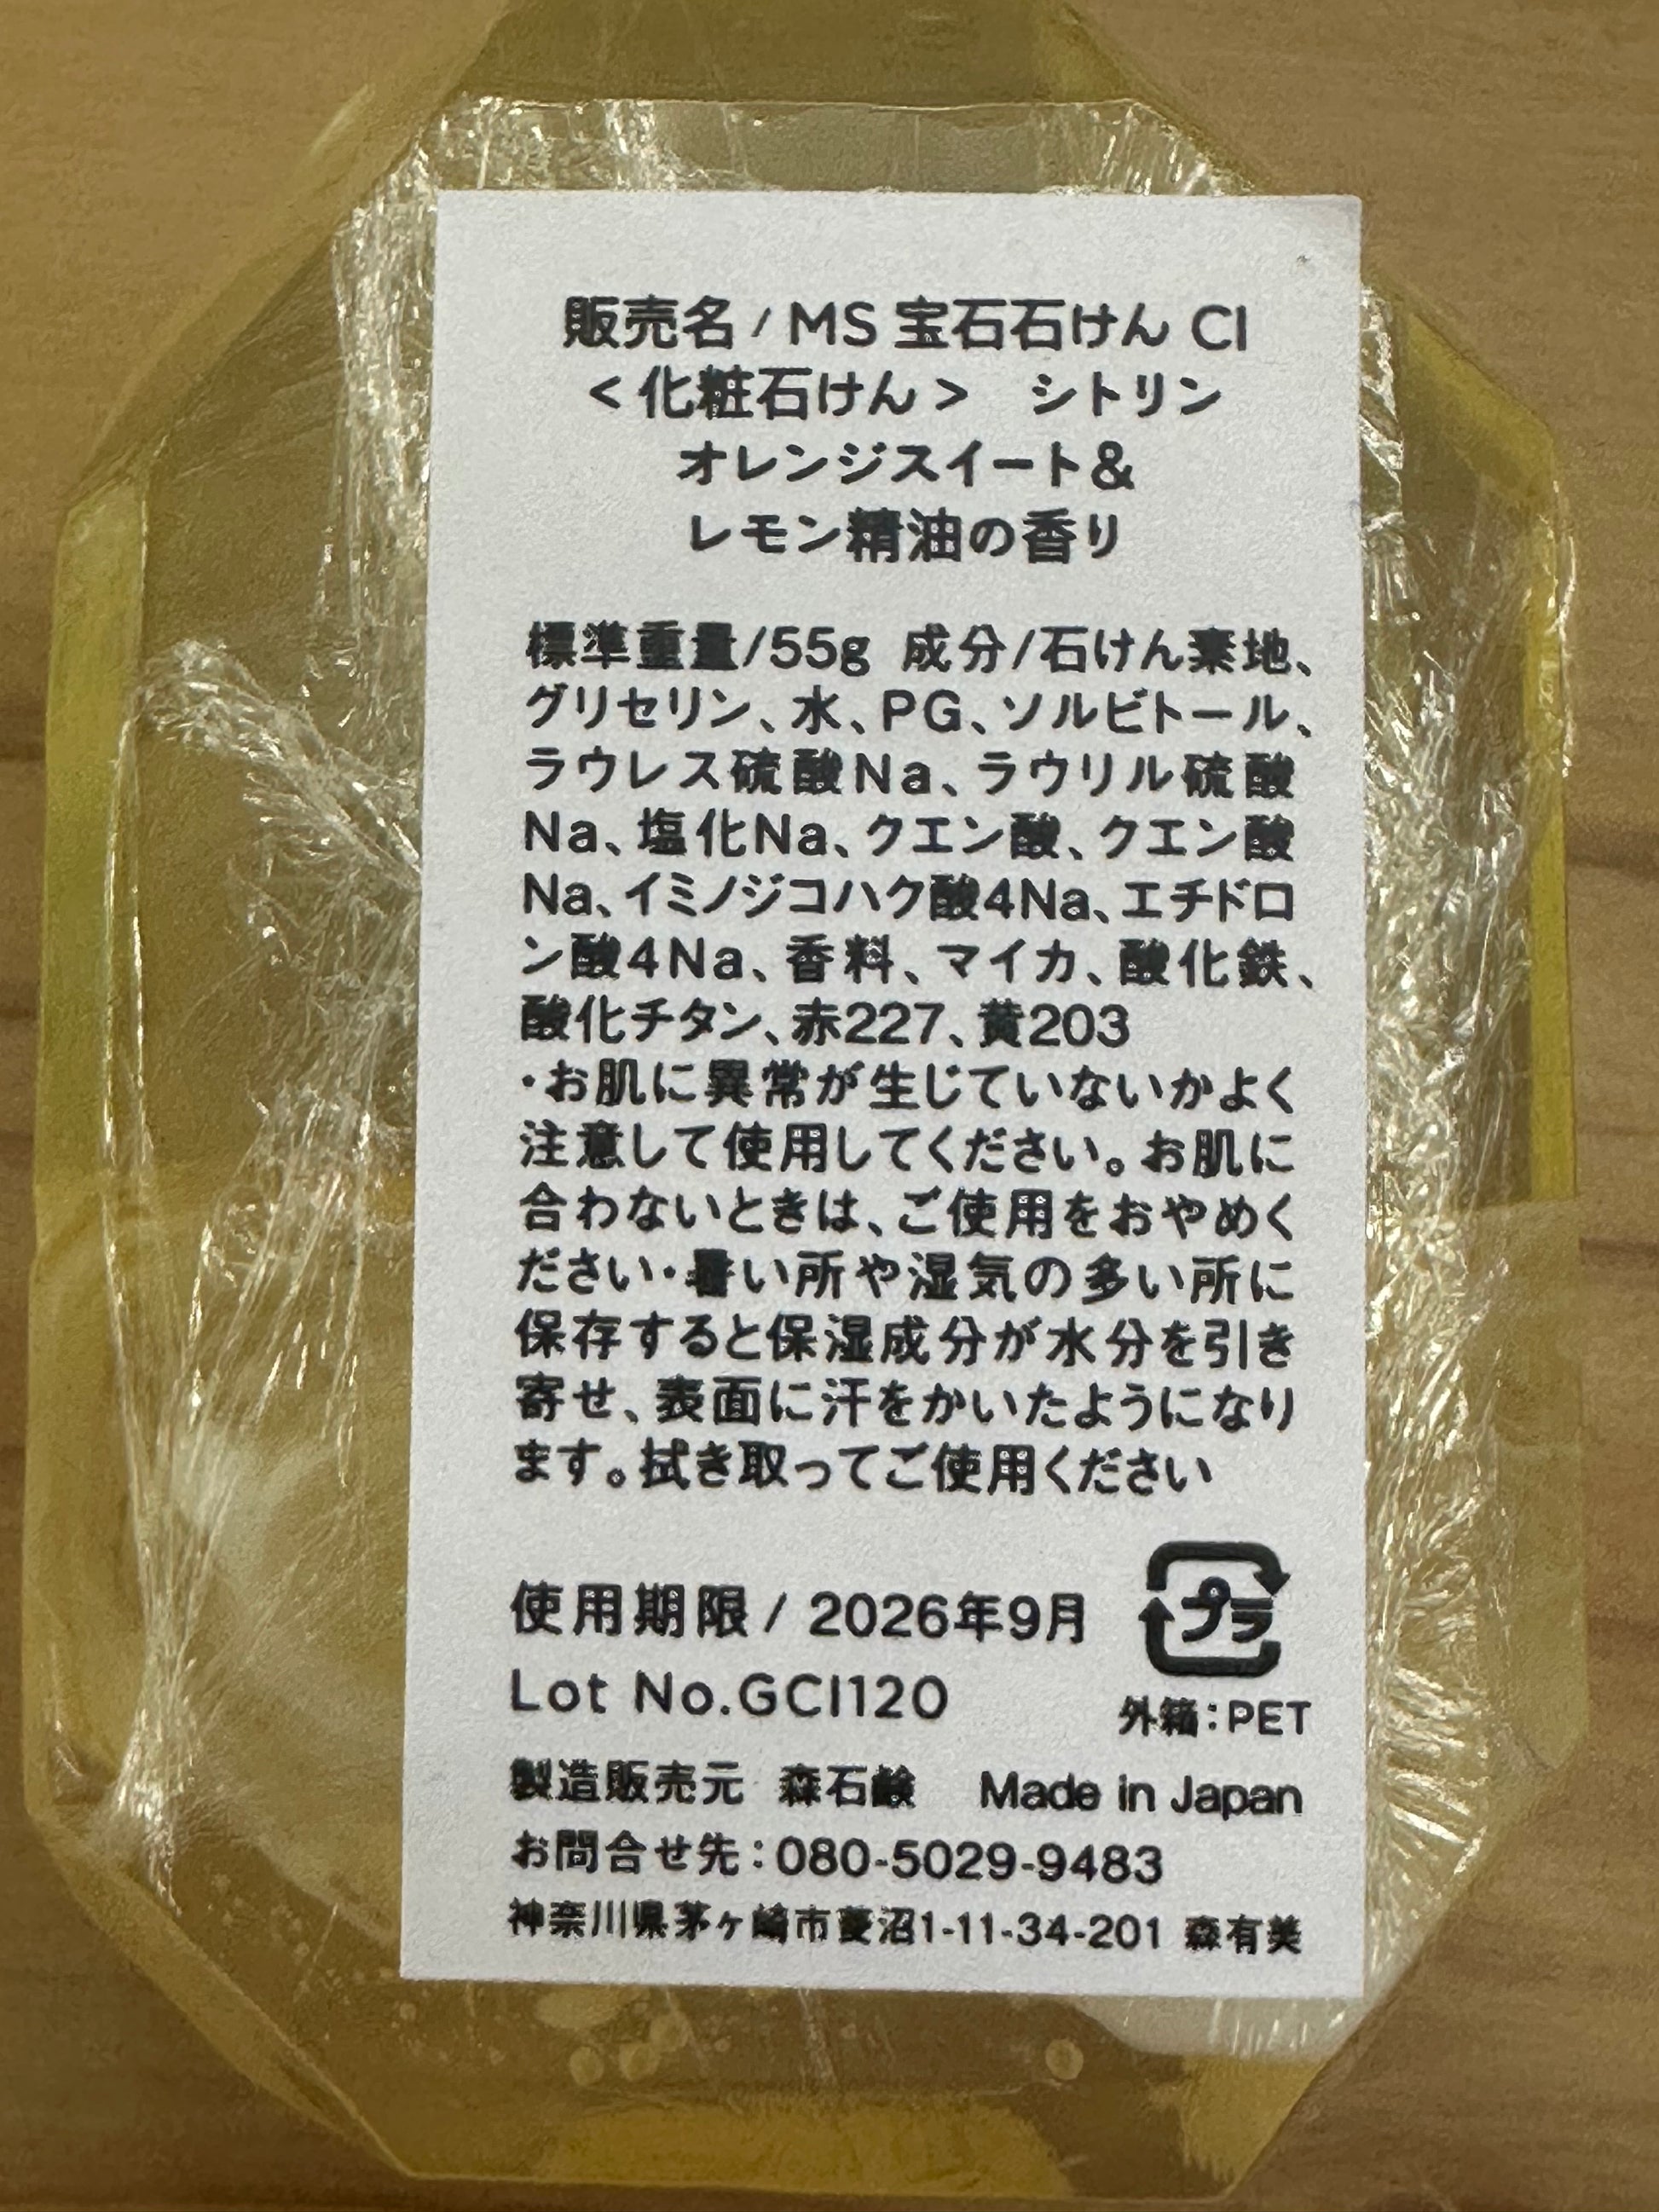 販売名 / MS 宝石石けん CI
<化粧石けん> シトリン
オレンジスイート&
レモン精油の香り
標準重量/55g 成分/石けん素地、
グリセリン、水、PG、ソルビトール、
ラウレス硫酸Na、ラウリル硫酸
Na、塩化Na、クエン酸、クエン酸
Na、イミノジコハク酸4Na、エチドロ
ン酸4Na、香料、マイカ、酸化鉄、
酸化チタン、赤227、黄203
・お肌に異常が生じていないかよく
注意して使用してください。お肌に
合わないときは、ご使用をおやめく
ださい・暑い所や湿気の多い所に
保存すると保湿成分が水分を引き
寄せ、表面に汗をかいたようになり
ます。拭き取ってご使用ください
使用期限 / 2026年9月
プラ
Lot No.GCI120
外箱:PET
製造販売元 森石鹸 Made in Japan
お問合せ先:080-5029-9483
神奈川県茅ヶ崎市菱沼1-11-34-201 森有美